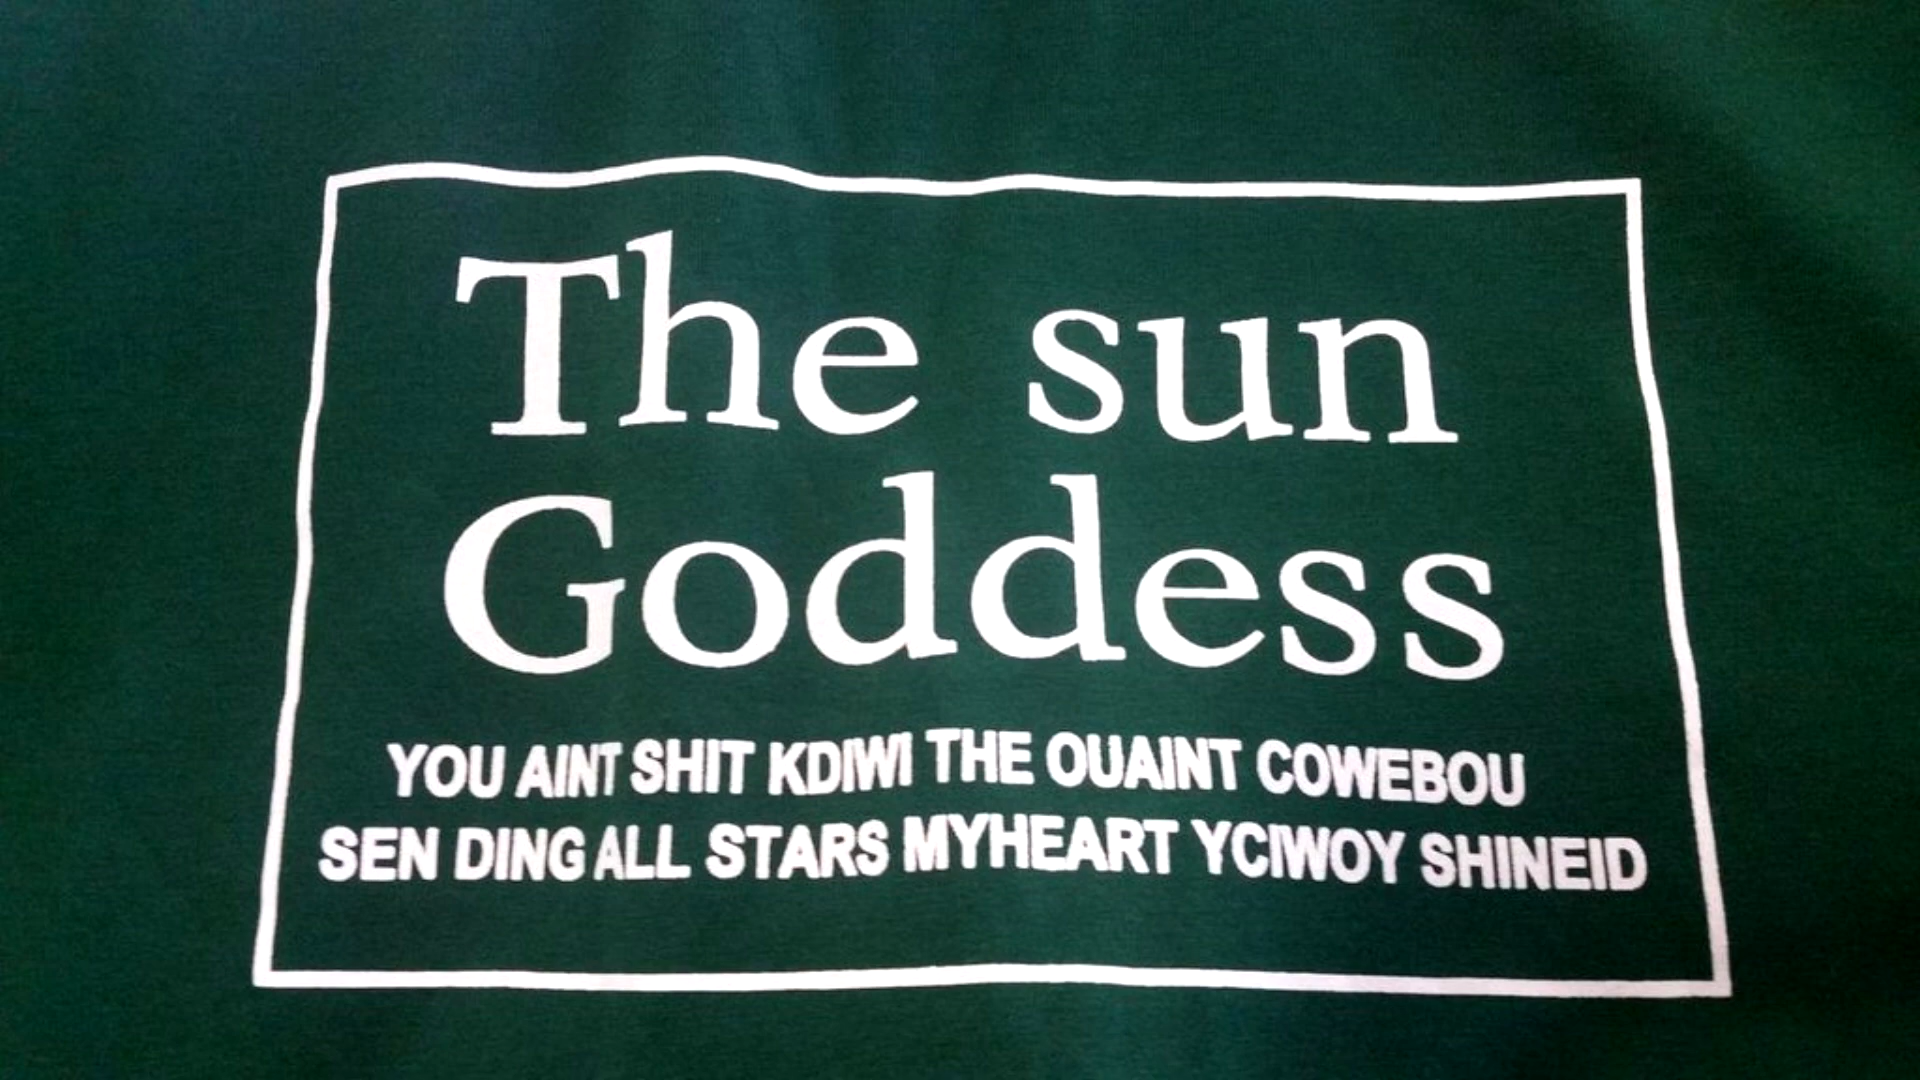 The sun
Goddess
YOU AINT SHIT KDIWI THE OUAINT COWEBOU
SEN DING ALL STARS MYHEART YCIWOY SHINEID